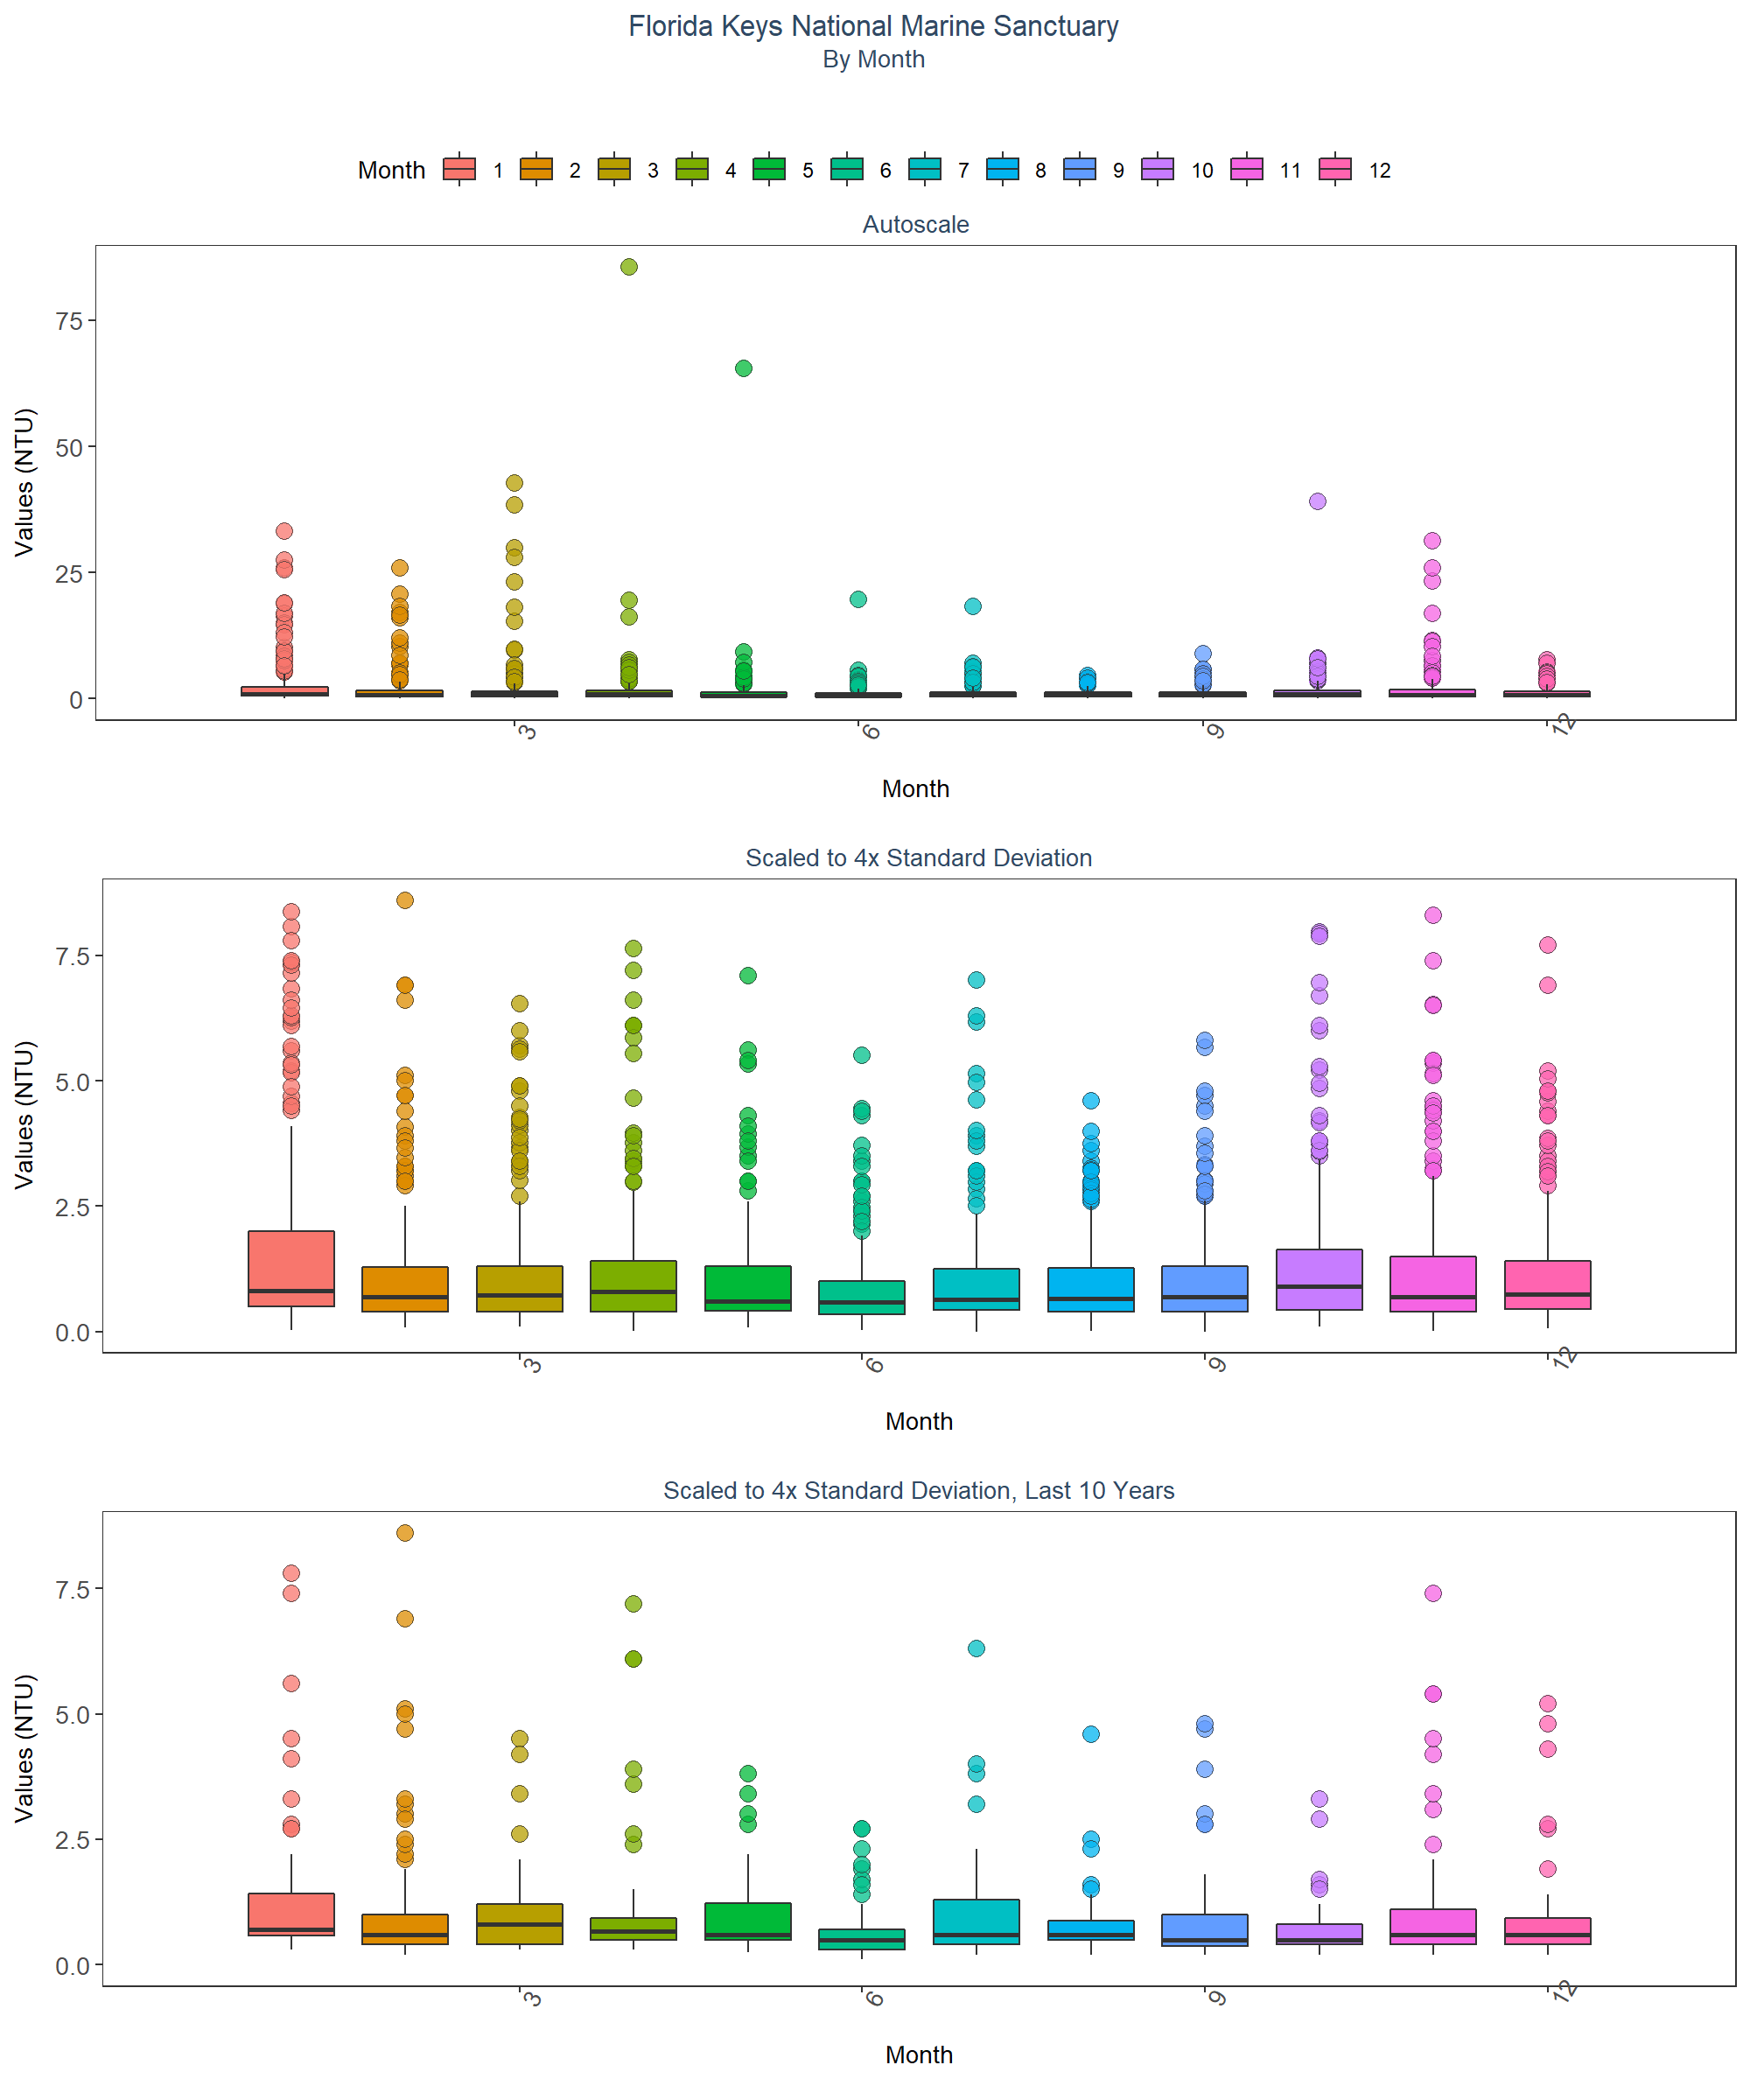 Florida Keys National Marine Sanctuary
By Month
Month 1 2 3 4 5 6 7 8 9 10 11 12
Autoscale
Values (NTU)
75
50
25
0
3 6 9 12
Month
Scaled to 4x Standard Deviation
Values (NTU)
7.5
5.0
2.5
0.0
3 6 9 12
Month
Scaled to 4x Standard Deviation, Last 10 Years
Values (NTU)
7.5
5.0
2.5
0.0
3 6 9 12
Month